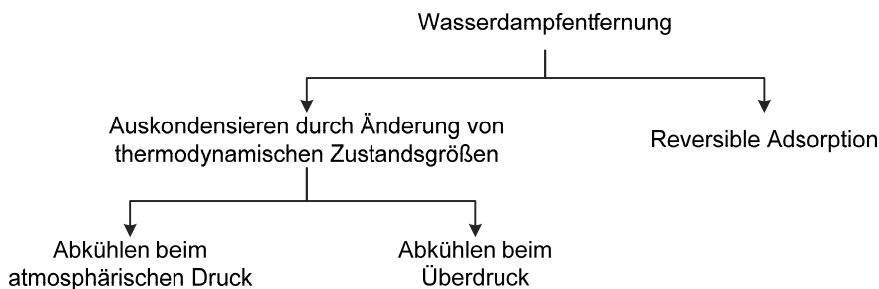 Wasserdampfentfernung
Auskondensieren durch Änderung von
thermodynamischen Zustandsgrößen
Reversible Adsorption
Abkühlen beim
atmosphärischen Druck
Abkühlen beim
Überdruck